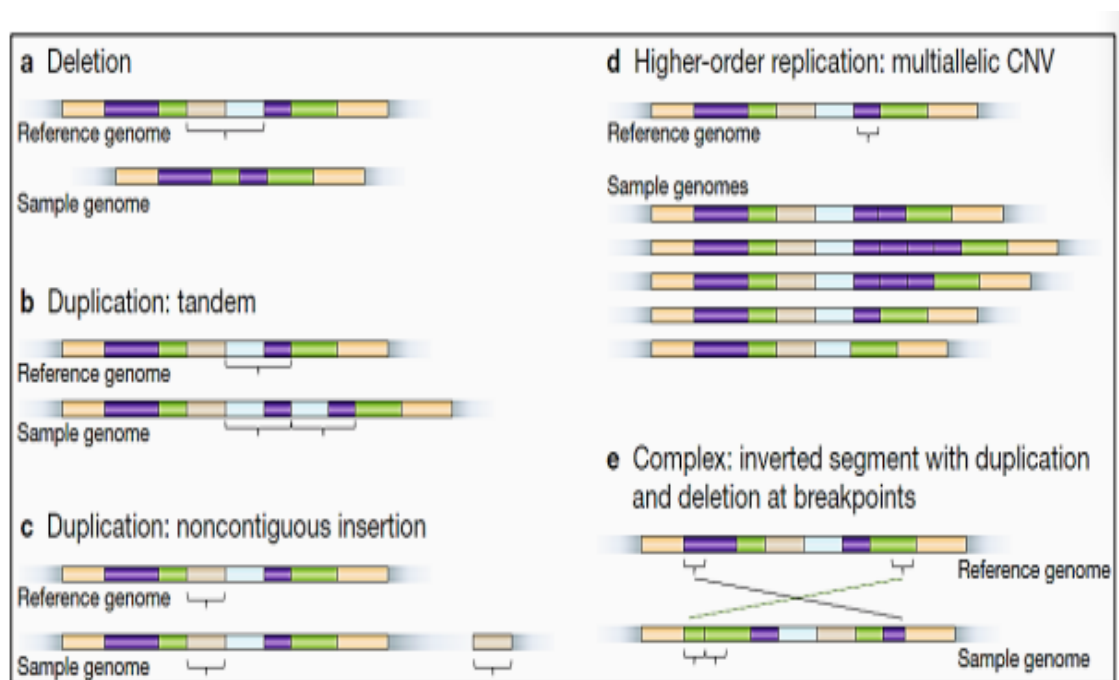 a Deletion
Reference genome
Sample genome
b Duplication: tandem
Reference genome
Sample genome
c Duplication: noncontiguous insertion
Reference genome
Sample genome
d Higher-order replication: multiallelic CNV
Reference genome
Sample genomes
e Complex: inverted segment with duplication
and deletion at breakpoints
Reference genome
Sample genome